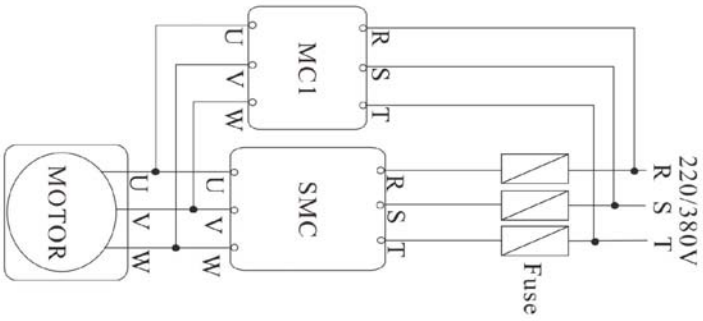 220/380V
R S T
Fuse
R S T
MC1
U V W
R S T
SMC
U V W
U V W
MOTOR